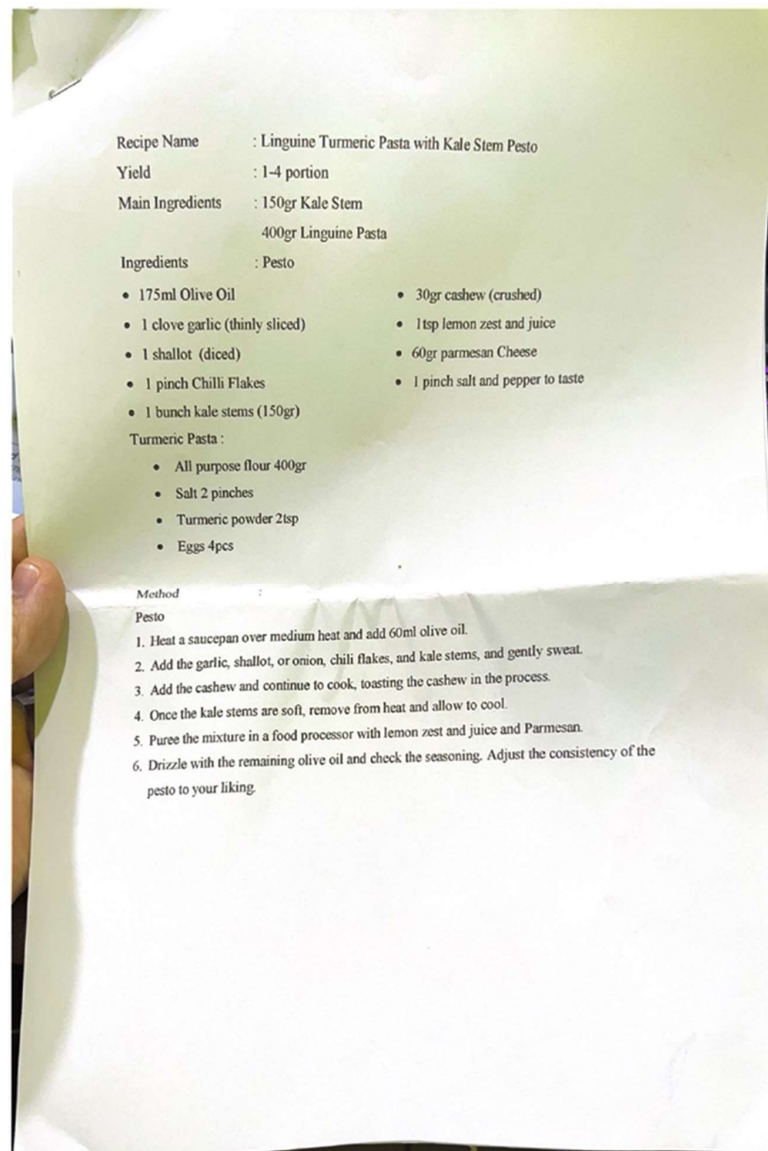 Recipe Name : Linguine Turmeric Pasta with Kale Stem Pesto
Yield : 1-4 portion
Main Ingredients : 150gr Kale Stem
400gr Linguine Pasta
Ingredients : Pesto
• 175ml Olive Oil
• 1 clove garlic (thinly sliced)
• 1 shallot (diced)
• 1 pinch Chilli Flakes
• 1 bunch kale stems (150gr)
• 30gr cashew (crushed)
• 1tsp lemon zest and juice
• 60gr parmesan Cheese
• 1 pinch salt and pepper to taste
Turmeric Pasta :
• All purpose flour 400gr
• Salt 2 pinches
• Turmeric powder 2tsp
• Eggs 4pcs
Method :
Pesto
1. Heat a saucepan over medium heat and add 60ml olive oil.
2. Add the garlic, shallot, or onion, chili flakes, and kale stems, and gently sweat.
3. Add the cashew and continue to cook, toasting the cashew in the process.
4. Once the kale stems are soft, remove from heat and allow to cool.
5. Puree the mixture in a food processor with lemon zest and juice and Parmesan.
6. Drizzle with the remaining olive oil and check the seasoning. Adjust the consistency of the
pesto to your liking.